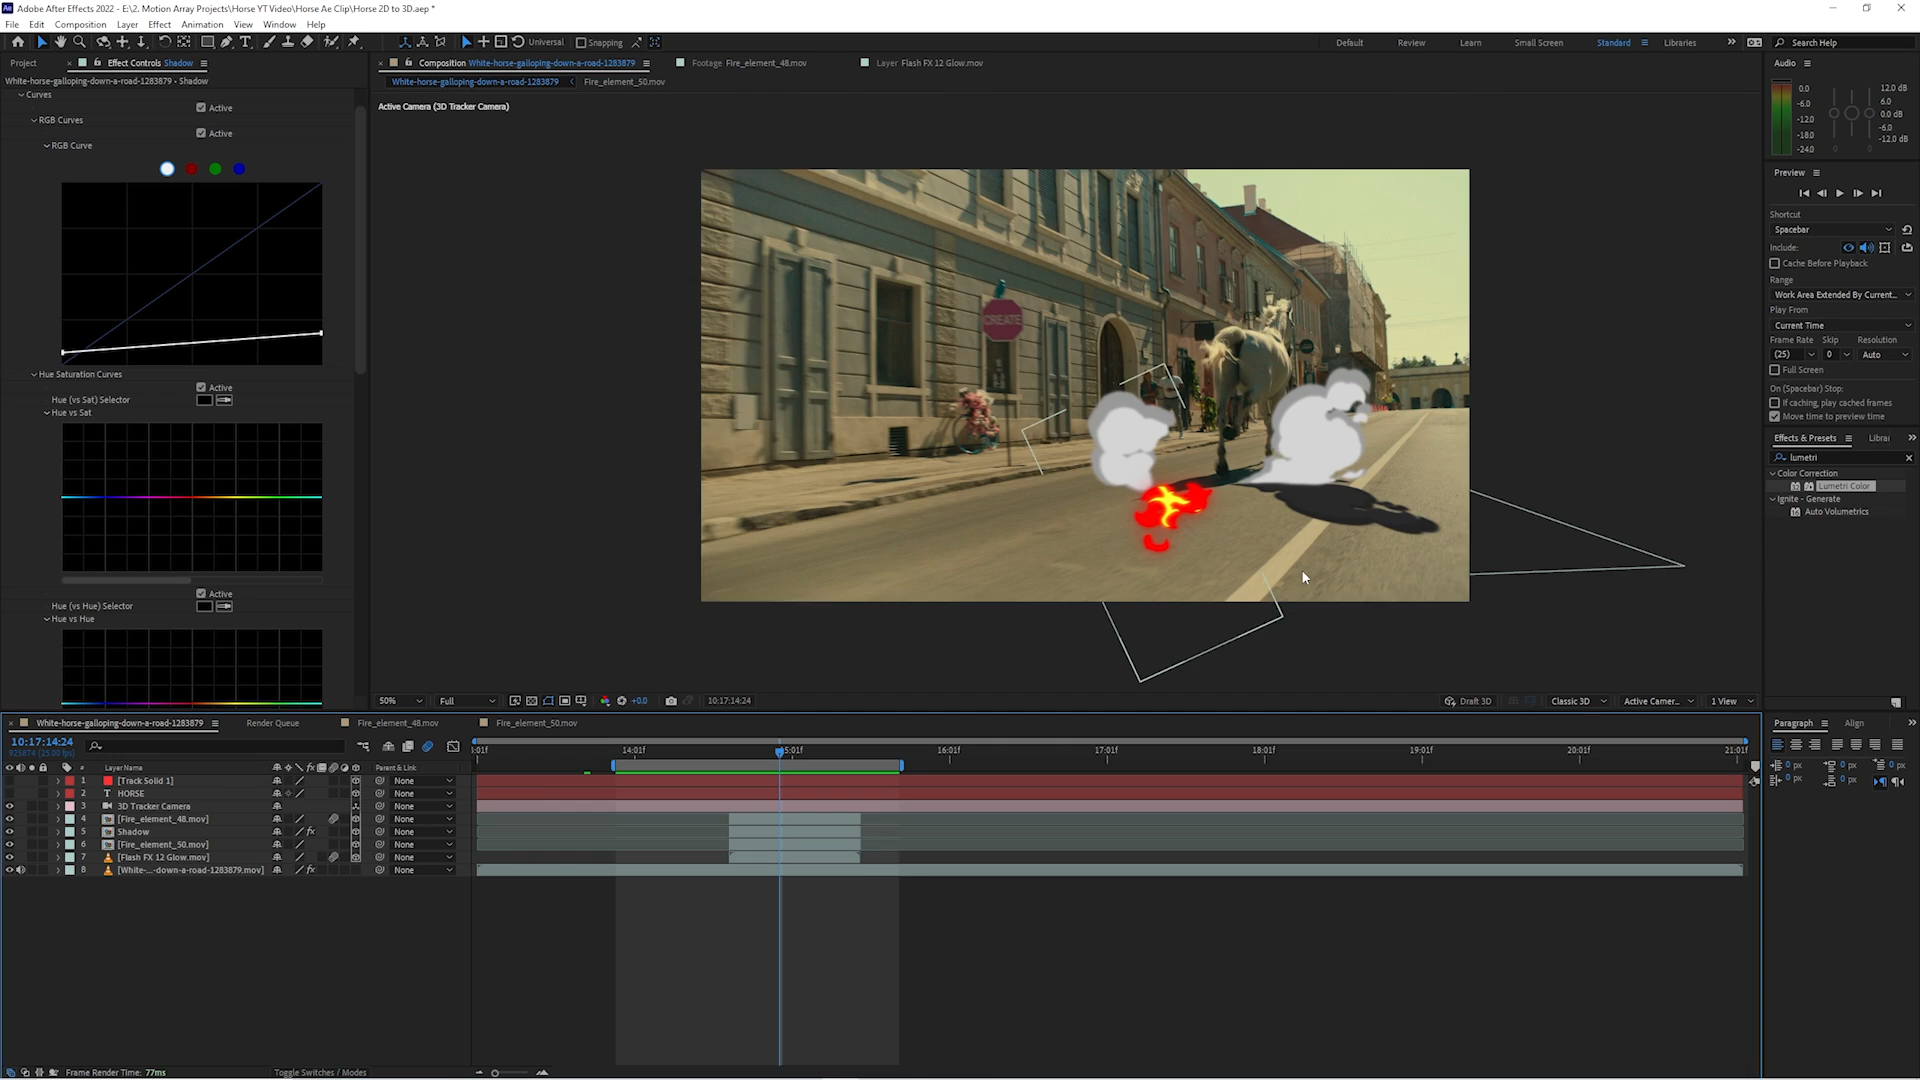 Adobe After Effects 2022 - E:\2. Motion Array Projects\Horse YT Video\Horse Ae Clip\Horse 2D to 3D.aep *
File Edit Composition Layer Effect Animation View Window Help
Universal Snapping Default Review Learn Small Screen Standard Libraries Search Help
Project Effect Controls Shadow
White-horse-galloping-down-a-road-1283879 • Shadow
Curves
Active
RGB Curves
Active
RGB Curve
Hue Saturation Curves
Active
Hue (vs Sat) Selector
Hue vs Sat
Active
Hue (vs Hue) Selector
Hue vs Hue
Composition White-horse-galloping-down-a-road-1283879 Footage Fire_element_48.mov Layer Flash FX 12 Glow.mov
White-horse-galloping-down-a-road-1283879 Fire_element_50.mov
Active Camera (3D Tracker Camera)
CREATE
50% Full +0.0 10:17:14:24 Draft 3D Classic 3D Active Camer... 1 View
Audio
0.0
-6.0
-12.0
-18.0
-24.0
12.0 dB
6.0
0.0 dB
-6.0
-12.0 dB
0 0
Preview
Shortcut
Spacebar
Include:
Cache Before Playback
Range
Work Area Extended By Current...
Play From
Current Time
Frame Rate Skip Resolution
(25) 0 Auto
Full Screen
On (Spacebar) Stop:
If caching, play cached frames
Move time to preview time
Effects & Presets Librai
lumetri
Color Correction
Lumetri Color
Ignite - Generate
Auto Volumetrics
White-horse-galloping-down-a-road-1283879 Render Queue Fire_element_48.mov Fire_element_50.mov
10:17:14:24
925874 (25.00 fps)
:01f 14:01f 5:01f 16:01f 17:01f 18:01f 19:01f 20:01f 21:01f
# Layer Name Parent & Link
1 [Track Solid 1] None
2 T HORSE None
3 3D Tracker Camera None
4 [Fire_element_48.mov] None
5 Shadow fx None
6 [Fire_element_50.mov] None
7 [Flash FX 12 Glow.mov] None
8 [White-...-down-a-road-1283879.mov] fx None
Frame Render Time: 77ms Toggle Switches / Modes
Paragraph Align
0 px 0 px 0 px
0 px 0 px